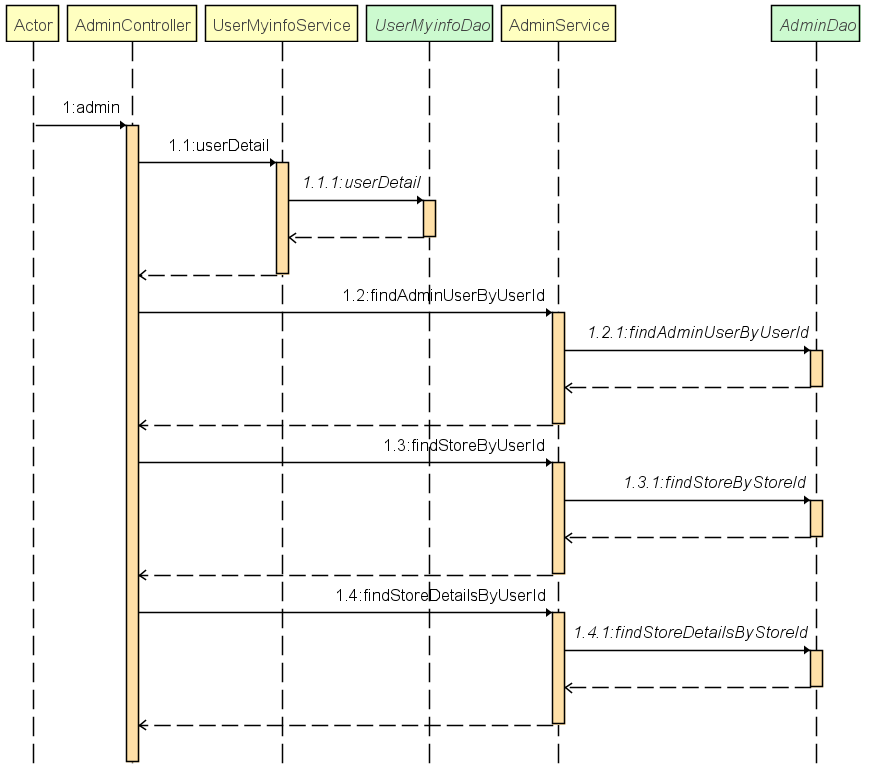 Actor AdminController UserMyinfoService UserMyinfoDao AdminService AdminDao
1:admin
1.1:userDetail
1.1.1:userDetail
1.2:findAdminUserByUserId
1.2.1:findAdminUserByUserId
1.3:findStoreByUserId
1.3.1:findStoreByStoreId
1.4:findStoreDetailsByUserId
1.4.1:findStoreDetailsByStoreId